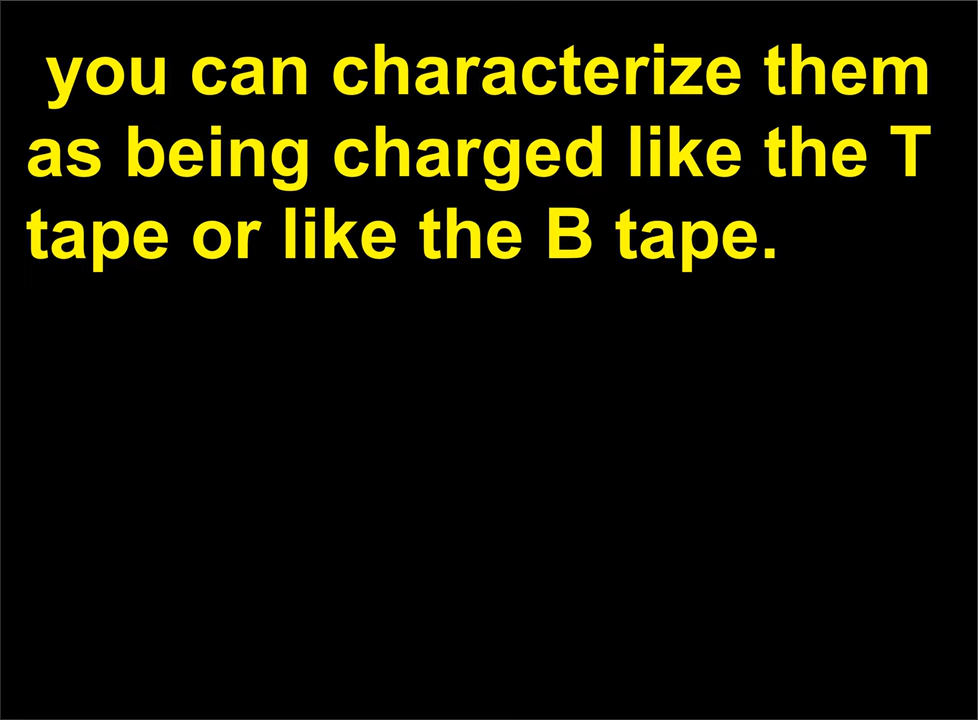 you can characterize them
as being charged like the T
tape or like the B tape.